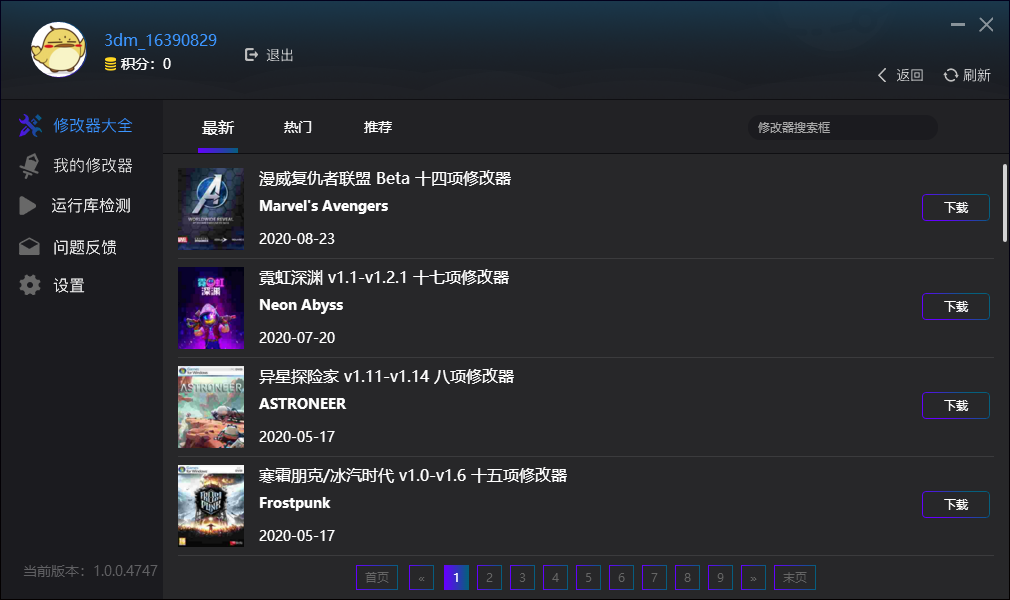 3dm_16390829
积分：0
退出
返回 刷新
修改器大全
我的修改器
运行库检测
问题反馈
设置
当前版本：1.0.0.4747
最新 热门 推荐 修改器搜索框
漫威复仇者联盟 Beta 十四项修改器
Marvel's Avengers
2020-08-23
下载
WORLDWIDE REVEAL
霓虹深渊 v1.1-v1.2.1 十七项修改器
Neon Abyss
2020-07-20
下载
霓虹
深渊
异星探险家 v1.11-v1.14 八项修改器
ASTRONEER
2020-05-17
下载
ASTRONEER
寒霜朋克/冰汽时代 v1.0-v1.6 十五项修改器
Frostpunk
2020-05-17
下载
首页 « 1 2 3 4 5 6 7 8 9 » 末页